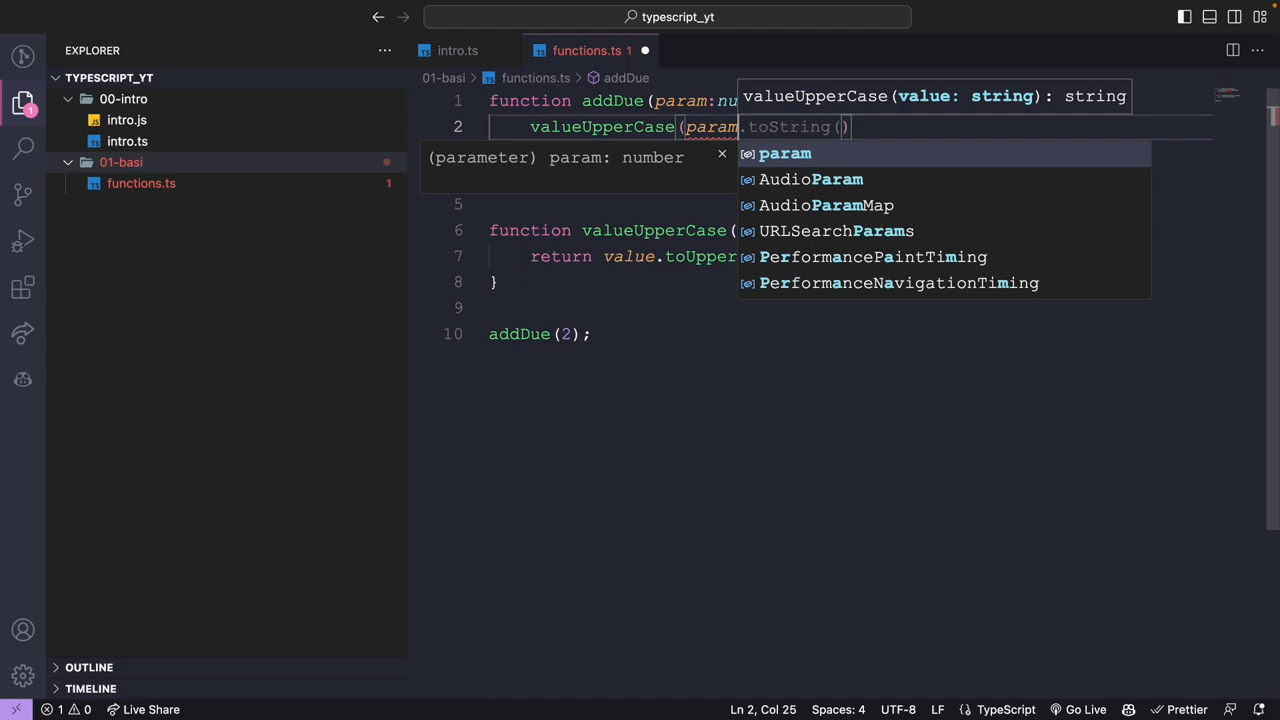 typescript_yt
EXPLORER
TYPESCRIPT_YT
00-intro
intro.js
intro.ts
01-basi
functions.ts 1
OUTLINE
TIMELINE
intro.ts
functions.ts 1
01-basi > functions.ts > addDue
1 function addDue(param:nu
2 valueUpperCase(param.toString()
valueUpperCase(value: string): string
(parameter) param: number
param
AudioParam
AudioParamMap
URLSearchParams
PerformancePaintTiming
PerformanceNavigationTiming
5
6 function valueUpperCase(
7 return value.toUpper
8 }
9
10 addDue(2);
1 0 Live Share
Ln 2, Col 25 Spaces: 4 UTF-8 LF {} TypeScript Go Live Prettier